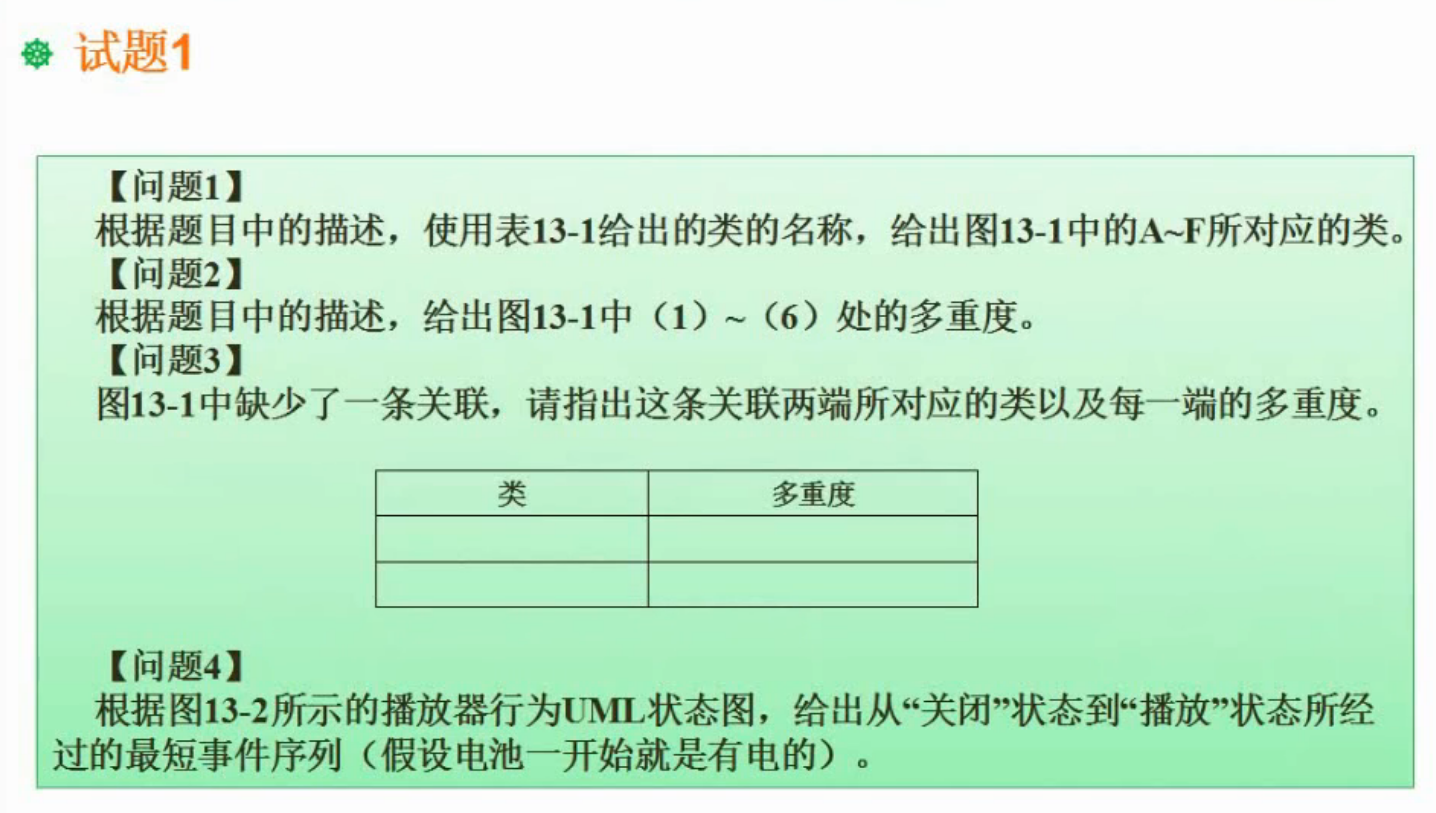 试题1
【问题1】
根据题目中的描述，使用表13-1给出的类的名称，给出图13-1中的A~F所对应的类。
【问题2】
根据题目中的描述，给出图13-1中（1）~（6）处的多重度。
【问题3】
图13-1中缺少了一条关联，请指出这条关联两端所对应的类以及每一端的多重度。
类 多重度
【问题4】
根据图13-2所示的播放器行为UML状态图，给出从“关闭”状态到“播放”状态所经
过的最短事件序列（假设电池一开始就是有电的）。